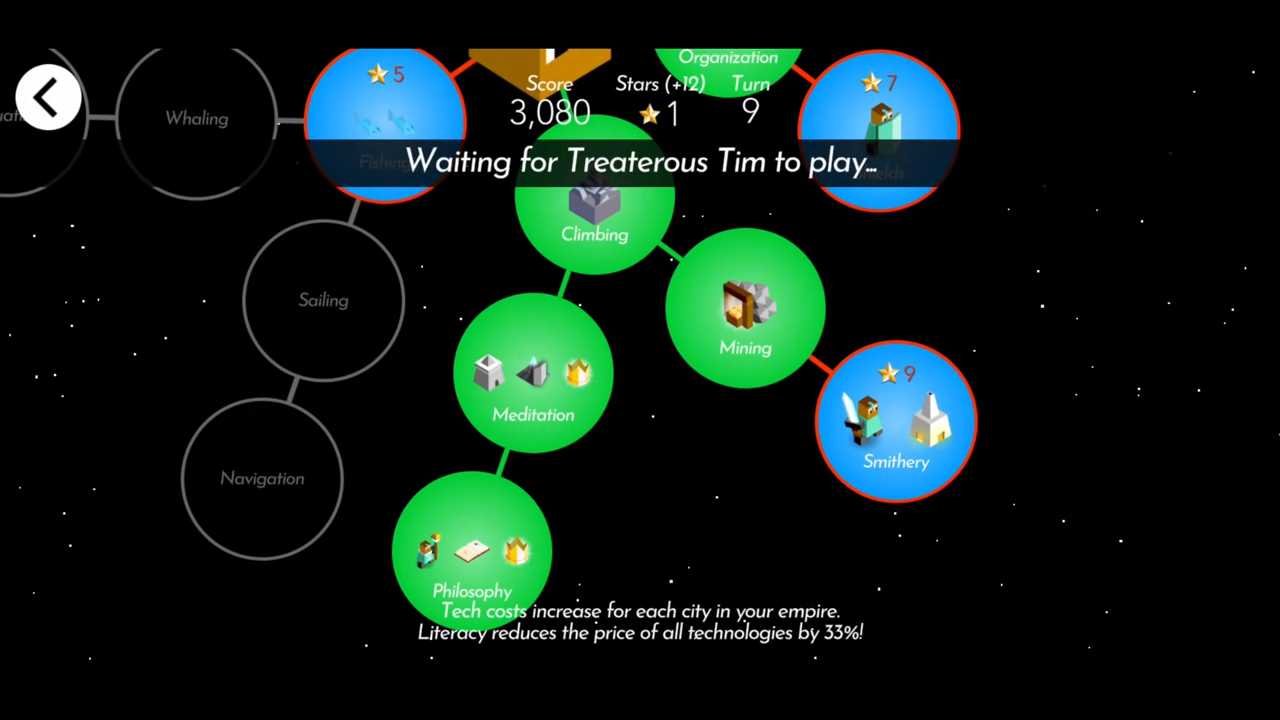 Organization
5
Score
Stars (+12)
Turn
7
3,080
1
9
Whaling
Fishing
Waiting for Treaterous Tim to play...
Climbing
Sailing
Mining
9
Meditation
Smithery
Navigation
Philosophy
Tech costs increase for each city in your empire.
Literacy reduces the price of all technologies by 33%!